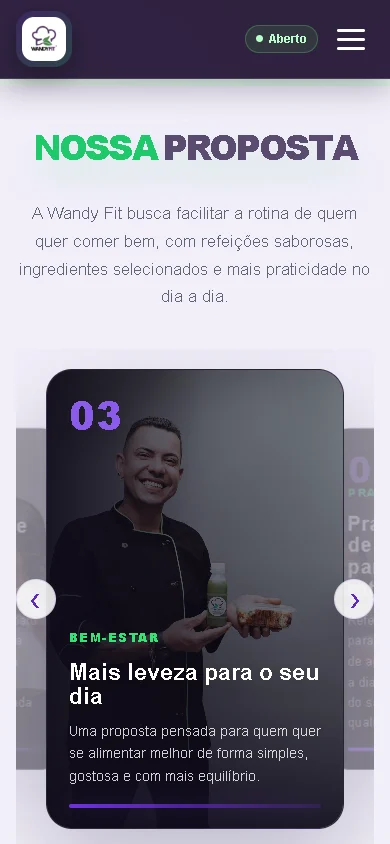 WANDYFIT
Aberto
NOSSA PROPOSTA
A Wandy Fit busca facilitar a rotina de quem
quer comer bem, com refeições saborosas,
ingredientes selecionados e mais praticidade no
dia a dia.
03
BEM-ESTAR
Mais leveza para o seu
dia
Uma proposta pensada para quem quer
se alimentar melhor de forma simples,
gostosa e com mais equilíbrio.
‹
›